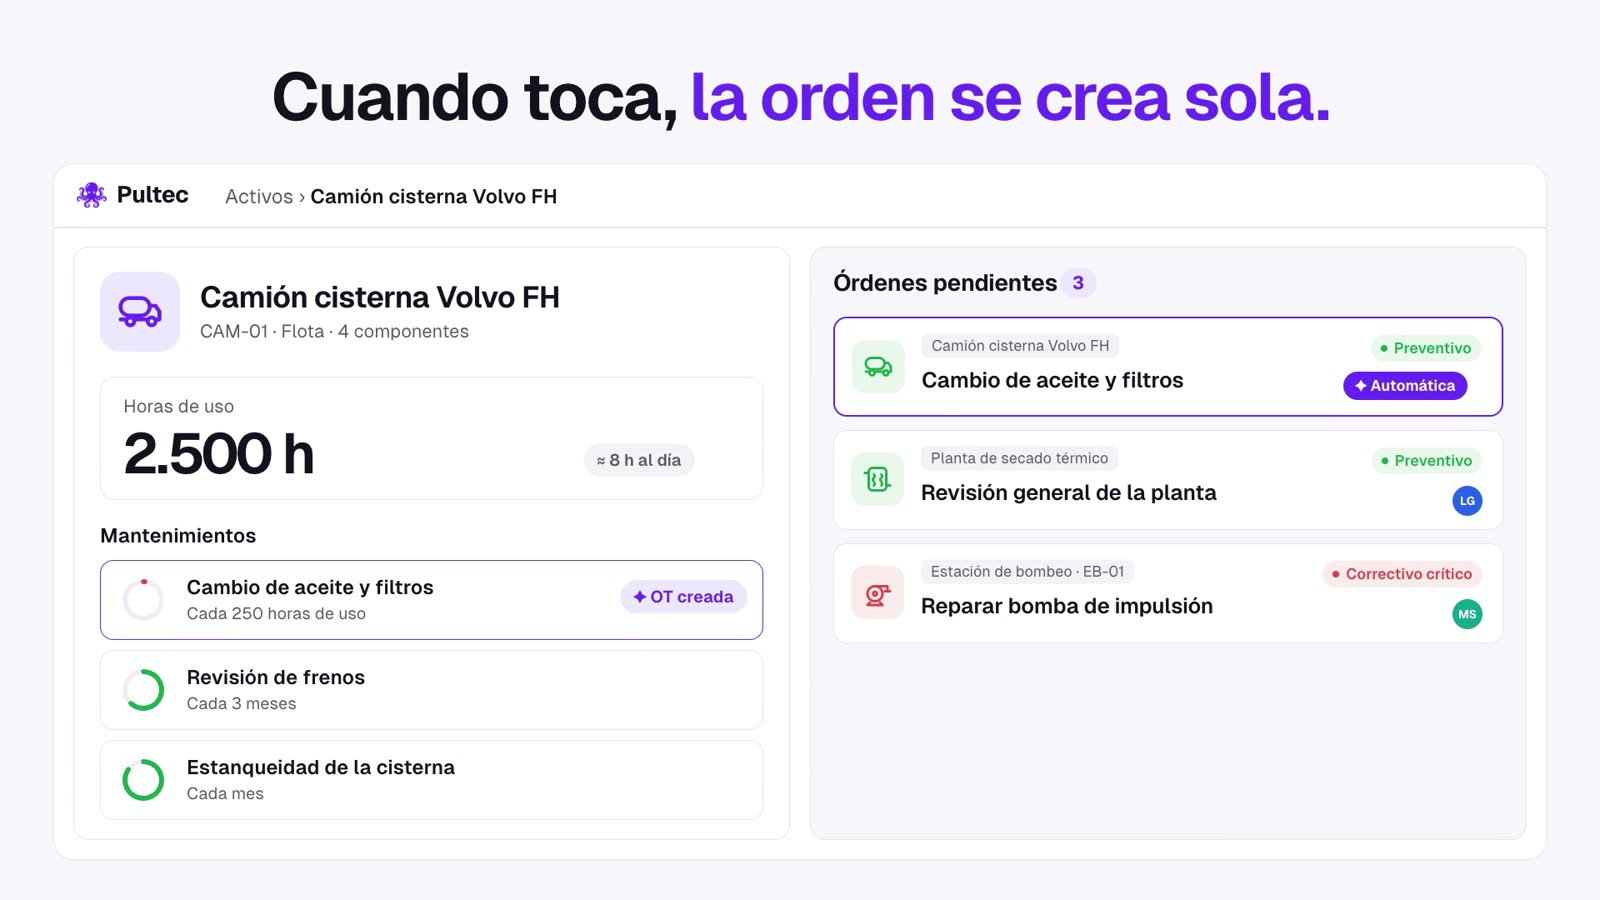 Cuando toca, la orden se crea sola.
Pultec
Activos › Camión cisterna Volvo FH
Camión cisterna Volvo FH
CAM-01 · Flota · 4 componentes
Horas de uso
2.500 h
≈ 8 h al día
Mantenimientos
Cambio de aceite y filtros
Cada 250 horas de uso
OT creada
Revisión de frenos
Cada 3 meses
Estanqueidad de la cisterna
Cada mes
Órdenes pendientes 3
Camión cisterna Volvo FH
Preventivo
Cambio de aceite y filtros
Automática
Planta de secado térmico
Preventivo
Revisión general de la planta
LG
Estación de bombeo · EB-01
Correctivo crítico
Reparar bomba de impulsión
MS